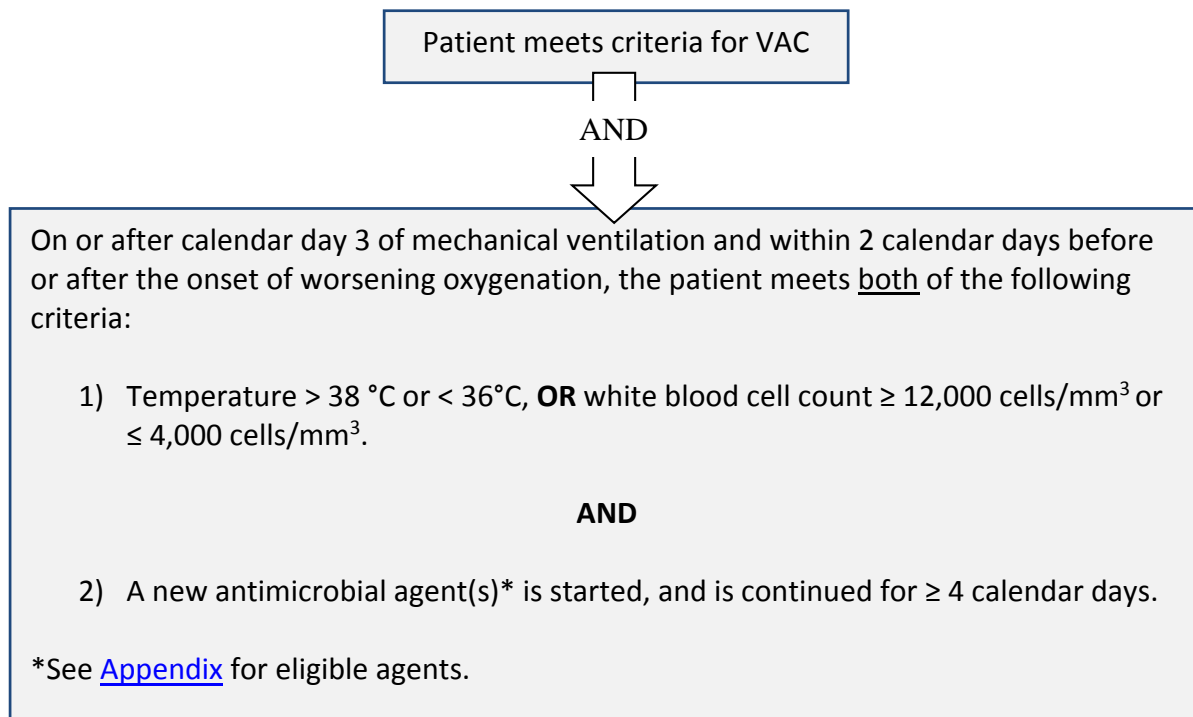 Patient meets criteria for VAC
AND
On or after calendar day 3 of mechanical ventilation and within 2 calendar days before
or after the onset of worsening oxygenation, the patient meets both of the following
criteria:
1) Temperature > 38 °C or < 36°C, OR white blood cell count ≥ 12,000 cells/mm³ or
≤ 4,000 cells/mm³.
AND
2) A new antimicrobial agent(s)* is started, and is continued for ≥ 4 calendar days.
*See Appendix for eligible agents.